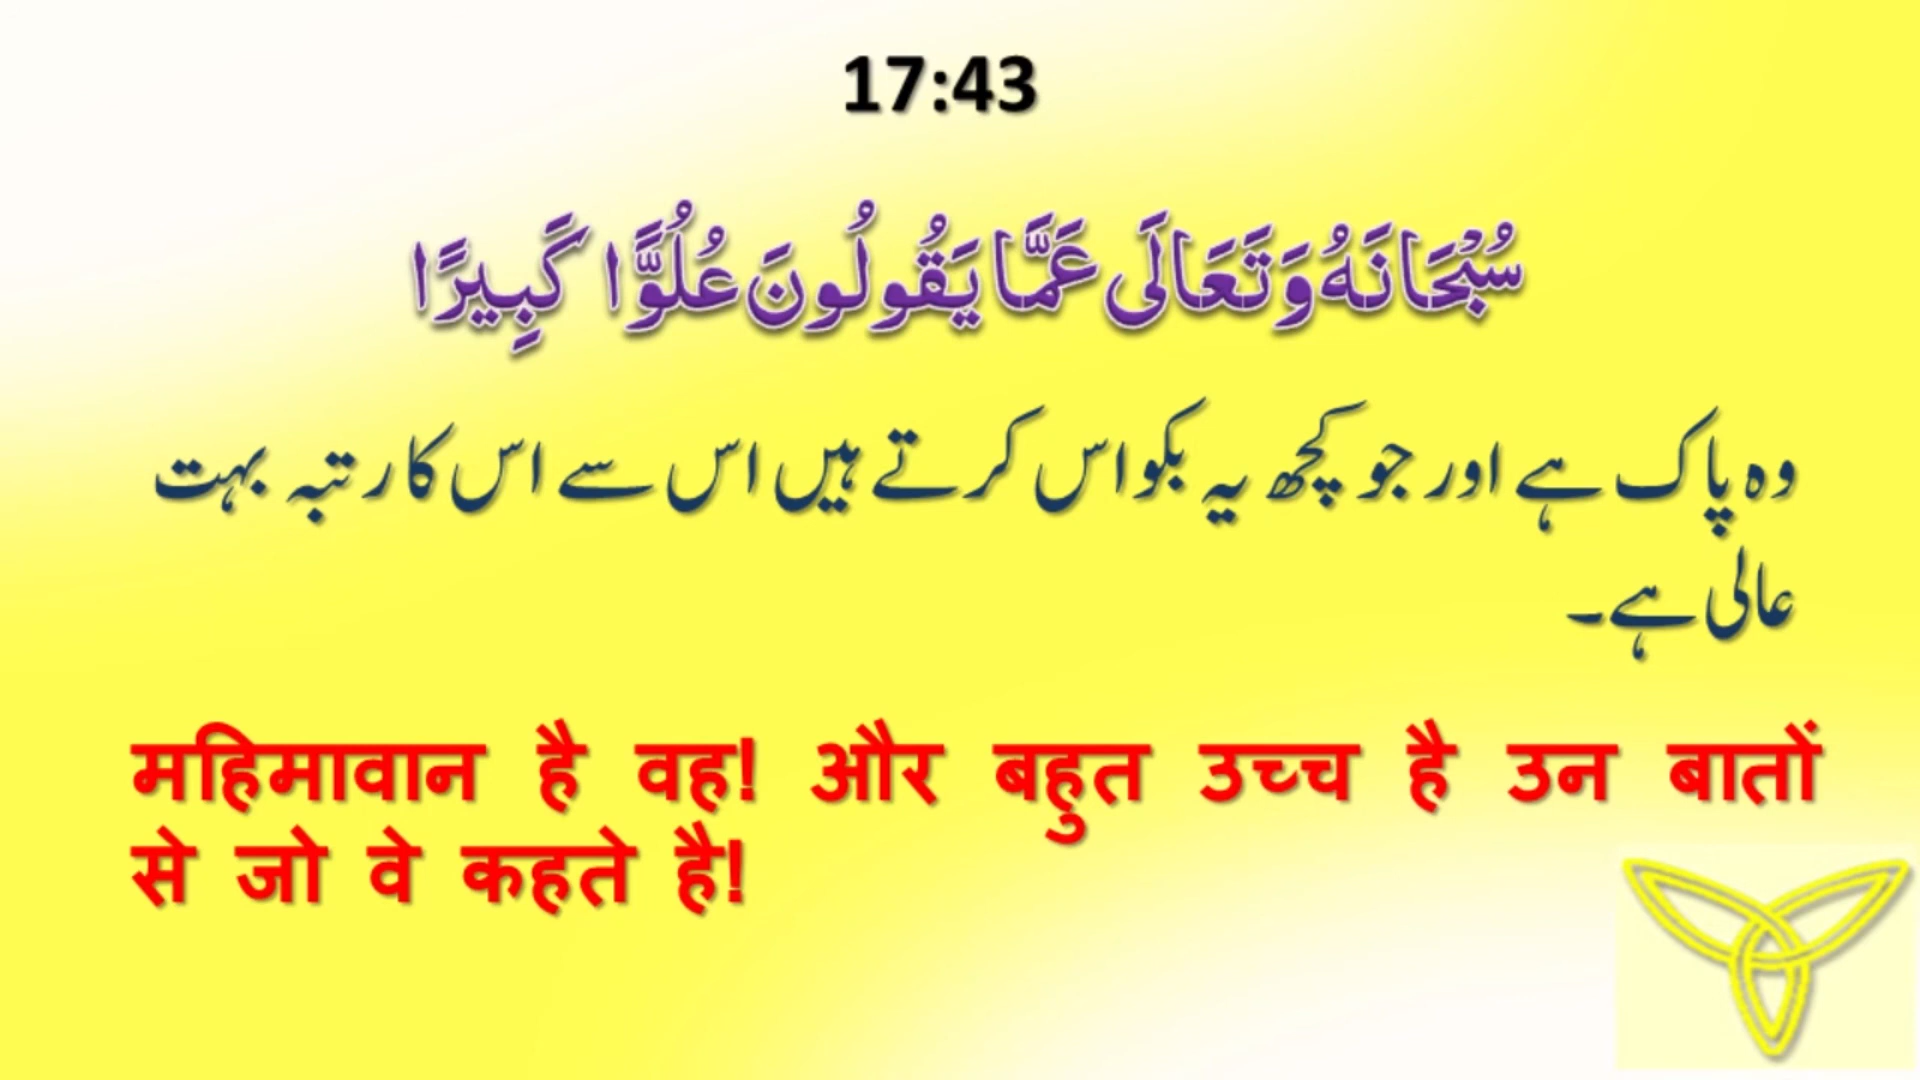 17:43
سُبْحَانَهُ وَتَعَالَى عَمَّا يَقُولُونَ عُلُوًّا كَبِيرًا
وہ پاک ہے اور جو کچھ یہ بکواس کرتے ہیں اس سے اس کا رتبہ بہت
عالی ہے۔
महिमावान है वह! और बहुत उच्च है उन बातों
से जो वे कहते है!